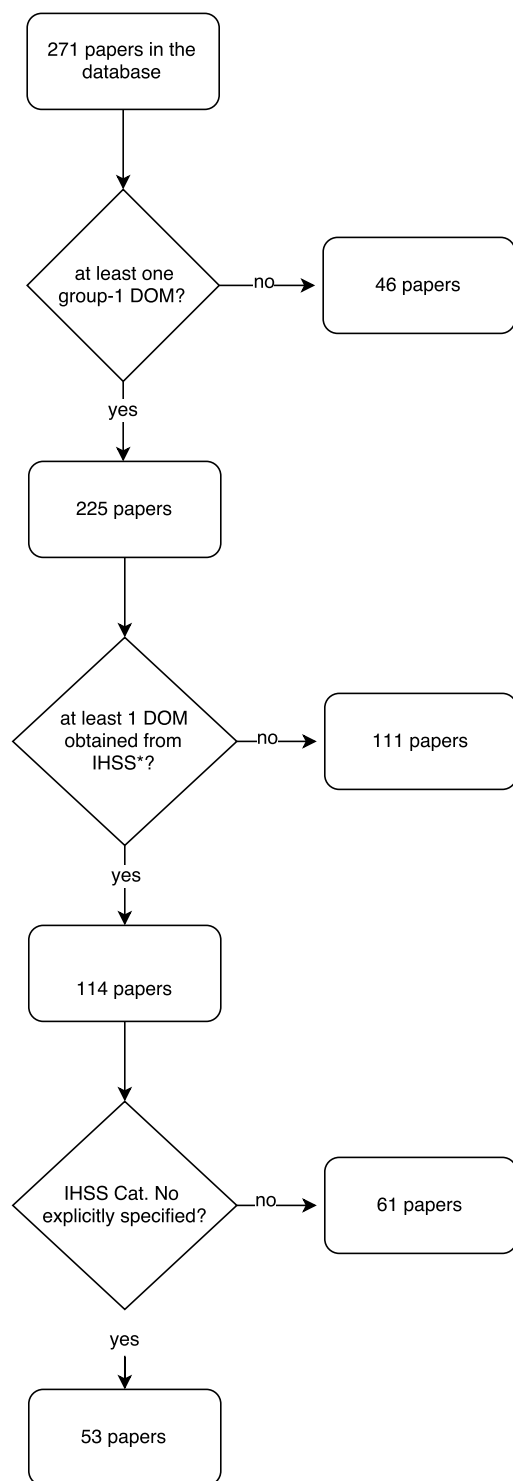 271 papers in the
database
at least one
group-1 DOM?
no
46 papers
yes
225 papers
at least 1 DOM
obtained from
IHSS*?
no
111 papers
yes
114 papers
IHSS Cat. No
explicitly specified?
no
61 papers
yes
53 papers